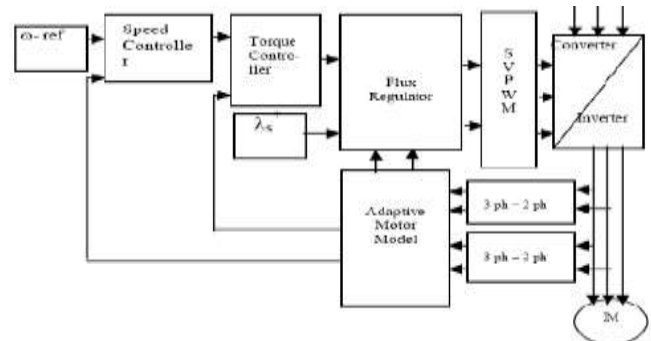 ω- ref
Speed
Controlle
r
Torque
Contro-
ller
λs
Flux
Regulator
S
V
P
W
M
Converter
Inverter
Adaptive
Motor
Model
3 ph – 2 ph
3 ph – 2 ph
IM